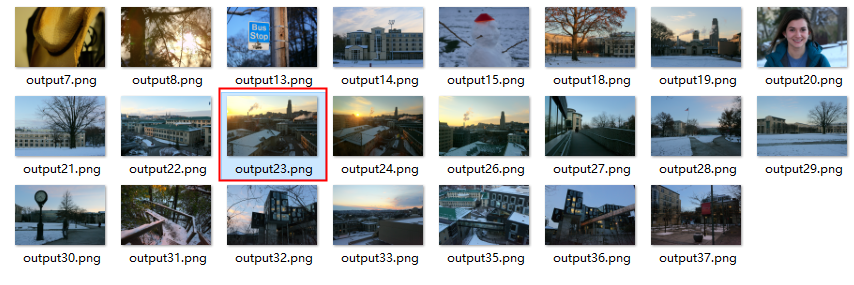 Bus
Stop
output7.png output8.png output13.png output14.png output15.png output18.png output19.png output20.png
output21.png output22.png output23.png output24.png output26.png output27.png output28.png output29.png
output30.png output31.png output32.png output33.png output35.png output36.png output37.png